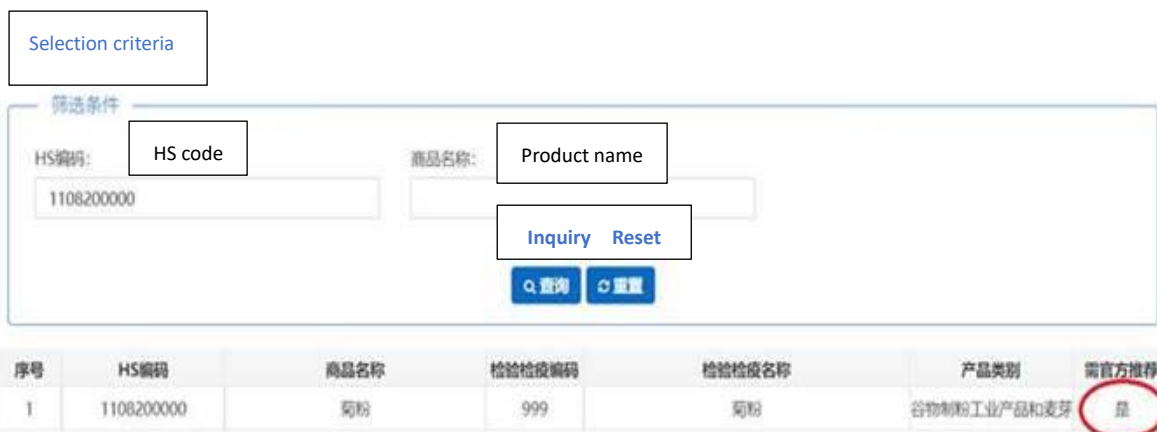 Selection criteria
筛选条件
HS编码: HS code 商品名称: Product name
1108200000
Inquiry Reset
查询 重置
序号 HS编码 商品名称 检验检疫编码 检验检疫名称 产品类别 需官方推荐
1 1108200000 菊粉 999 菊粉 谷物制粉工业产品和麦芽 是